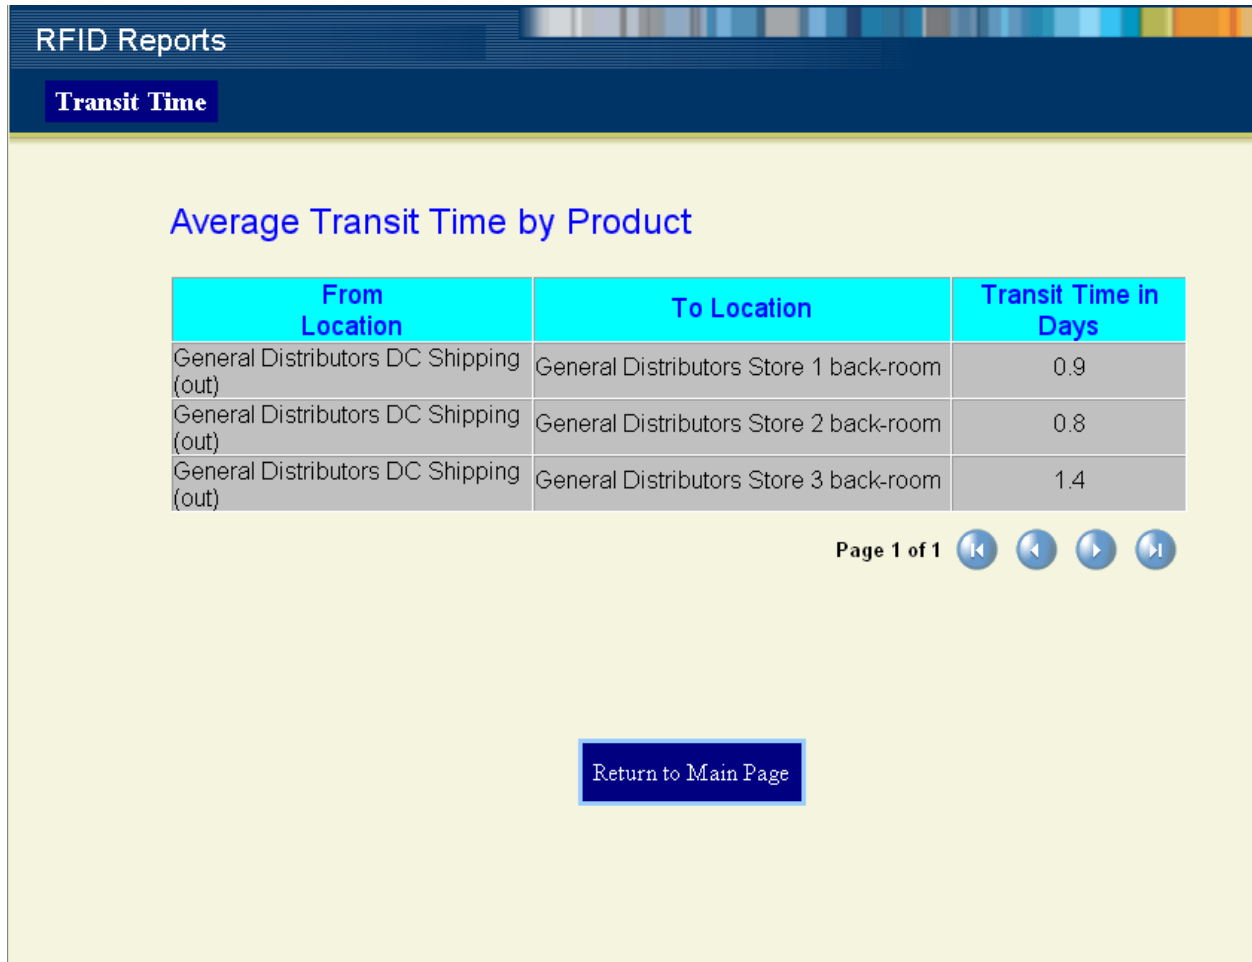 RFID Reports
Transit Time
Average Transit Time by Product
From
Location
To Location
Transit Time in
Days
General Distributors DC Shipping
(out)
General Distributors Store 1 back-room
0.9
General Distributors DC Shipping
(out)
General Distributors Store 2 back-room
0.8
General Distributors DC Shipping
(out)
General Distributors Store 3 back-room
1.4
Page 1 of 1
Return to Main Page